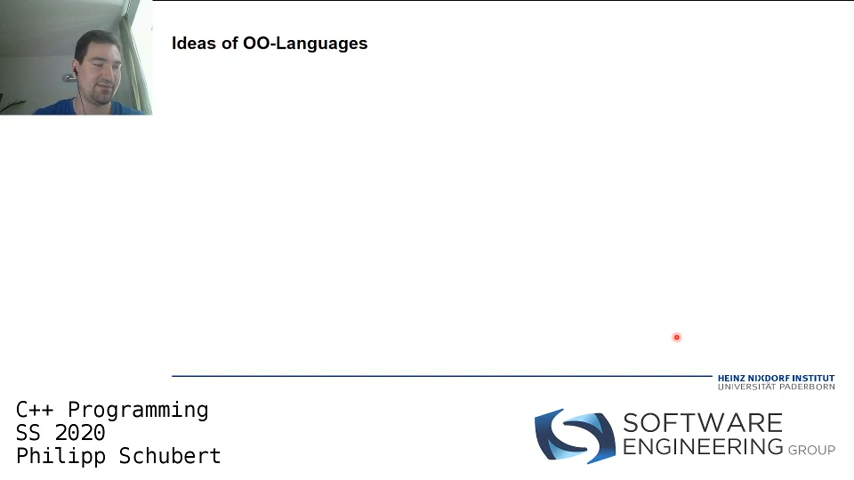 Ideas of OO-Languages
HEINZ NIXDORF INSTITUT
UNIVERSITÄT PADERBORN
C++ Programming
SS 2020
Philipp Schubert
SOFTWARE
ENGINEERING GROUP